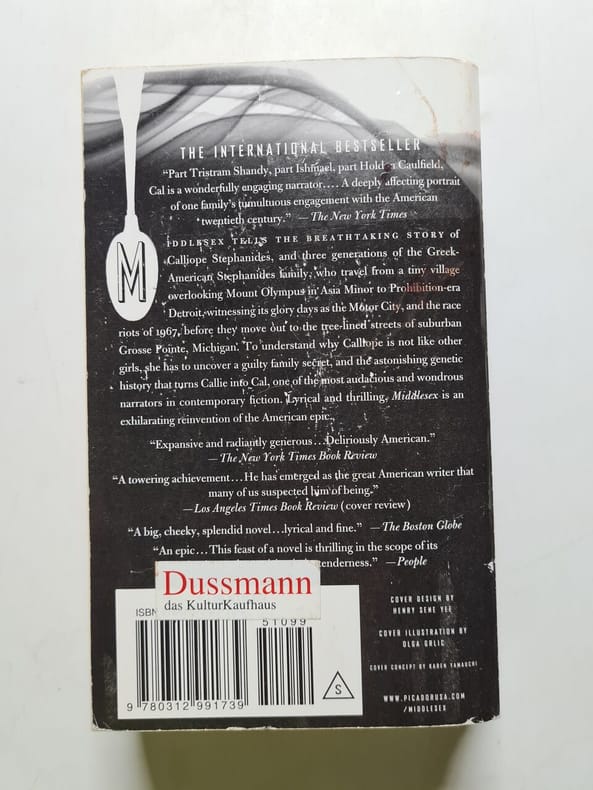 THE INTERNATIONAL BESTSELLER
“Part Tristram Shandy, part Ishmael, part Holden Caulfield,
Cal is a wonderfully engaging narrator.... A deeply affecting portrait
of one family’s tumultuous engagement with the American
twentieth century.” —The New York Times
MIDDLESEX TELLS THE BREATHTAKING STORY of
Calliope Stephanides, and three generations of the Greek-
American Stephanides family, who travel from a tiny village
overlooking Mount Olympus in Asia Minor to Prohibition-era
Detroit, witnessing its glory days as the Motor City, and the race
riots of 1967, before they move out to the tree-lined streets of suburban
Grosse Pointe, Michigan. To understand why Calliope is not like other
girls, she has to uncover a guilty family secret, and the astonishing genetic
history that turns Callie into Cal, one of the most audacious and wondrous
narrators in contemporary fiction. Lyrical and thrilling, Middlesex is an
exhilarating reinvention of the American epic.
“Expansive and radiantly generous...Deliriously American.”
—The New York Times Book Review
“A towering achievement...He has emerged as the great American writer that
many of us suspected him of being.”
—Los Angeles Times Book Review (cover review)
“A big, cheeky, splendid novel...lyrical and fine.” —The Boston Globe
“An epic...This feast of a novel is thrilling in the scope of its
tenderness.” —People
Dussmann
das KulturKaufhaus
ISBN
51099
9 780312 991739
S
COVER DESIGN BY
HENRY SENE YEE
COVER ILLUSTRATION BY
OLGA GRLIC
COVER CONCEPT BY KAREN YAMAUCHI
WWW.PICADORUSA.COM
/MIDDLESEX